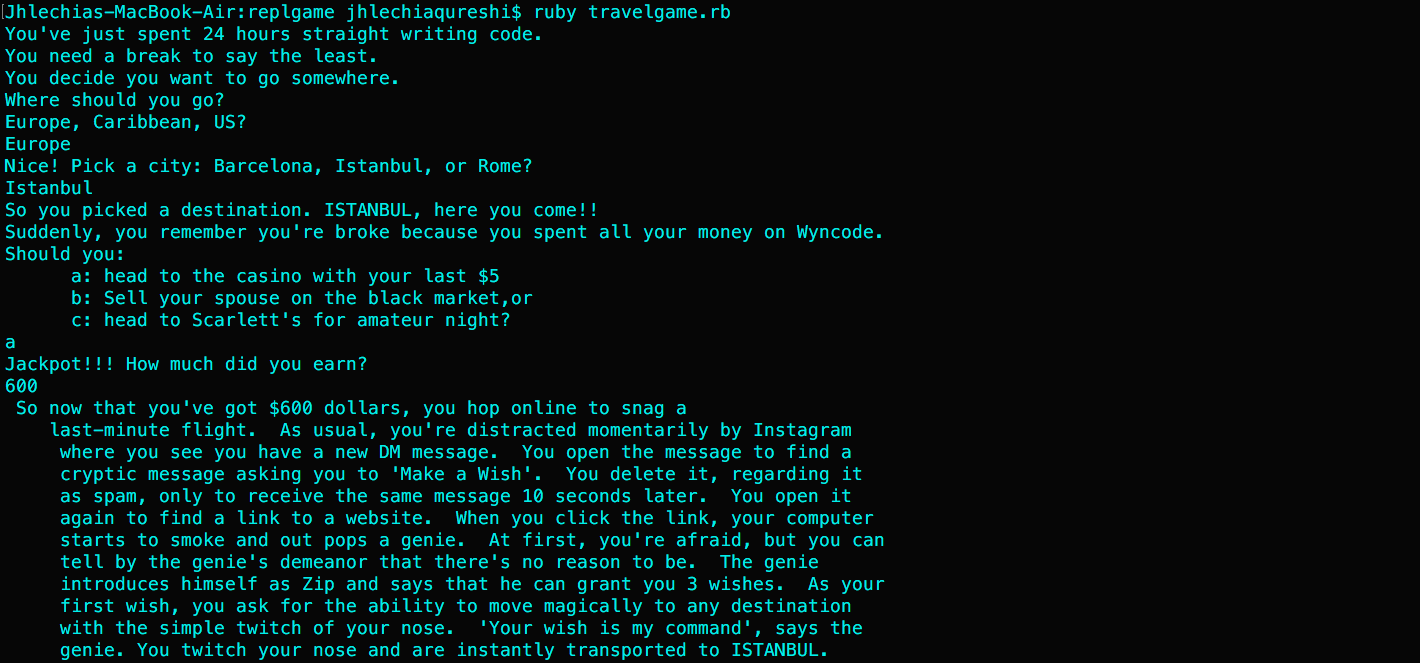 Jhlechias-MacBook-Air:replgame jhlechiaqureshi$ ruby travelgame.rb
You've just spent 24 hours straight writing code.
You need a break to say the least.
You decide you want to go somewhere.
Where should you go?
Europe, Caribbean, US?
Europe
Nice! Pick a city: Barcelona, Istanbul, or Rome?
Istanbul
So you picked a destination. ISTANBUL, here you come!!
Suddenly, you remember you're broke because you spent all your money on Wyncode.
Should you:
a: head to the casino with your last $5
b: Sell your spouse on the black market,or
c: head to Scarlett's for amateur night?
a
Jackpot!!! How much did you earn?
600
So now that you've got $600 dollars, you hop online to snag a
last-minute flight.  As usual, you're distracted momentarily by Instagram
where you see you have a new DM message.  You open the message to find a
cryptic message asking you to 'Make a Wish'.  You delete it, regarding it
as spam, only to receive the same message 10 seconds later.  You open it
again to find a link to a website.  When you click the link, your computer
starts to smoke and out pops a genie.  At first, you're afraid, but you can
tell by the genie's demeanor that there's no reason to be.  The genie
introduces himself as Zip and says that he can grant you 3 wishes.  As your
first wish, you ask for the ability to move magically to any destination
with the simple twitch of your nose.  'Your wish is my command', says the
genie. You twitch your nose and are instantly transported to ISTANBUL.